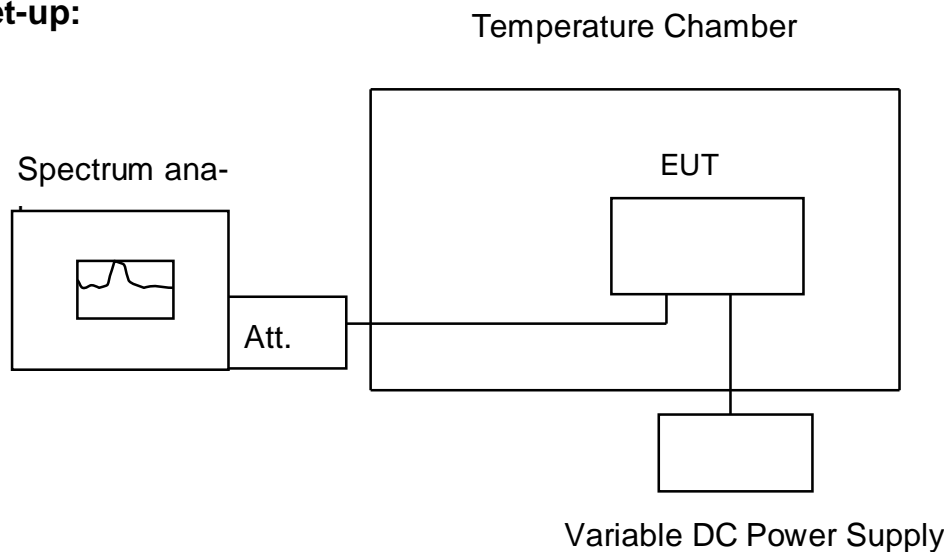 et-up:
Temperature Chamber
Spectrum ana-
EUT
Att.
Variable DC Power Supply